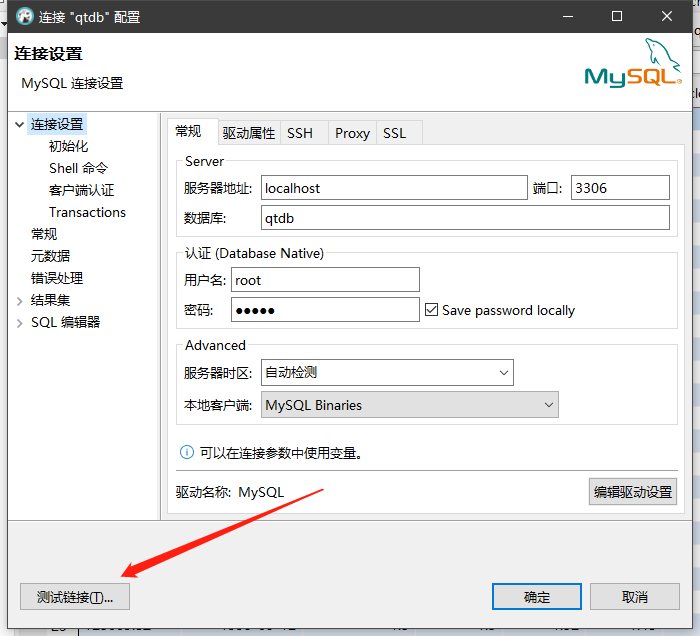 连接 "qtdb" 配置
连接设置
MySQL 连接设置
MySQL
连接设置
初始化
Shell 命令
客户端认证
Transactions
常规
元数据
错误处理
结果集
SQL 编辑器
常规 驱动属性 SSH Proxy SSL
Server
服务器地址: localhost 端口: 3306
数据库: qtdb
认证 (Database Native)
用户名: root
密码: ●●●●● Save password locally
Advanced
服务器时区: 自动检测
本地客户端: MySQL Binaries
可以在连接参数中使用变量。
驱动名称: MySQL 编辑驱动设置
测试链接(T)... 确定 取消